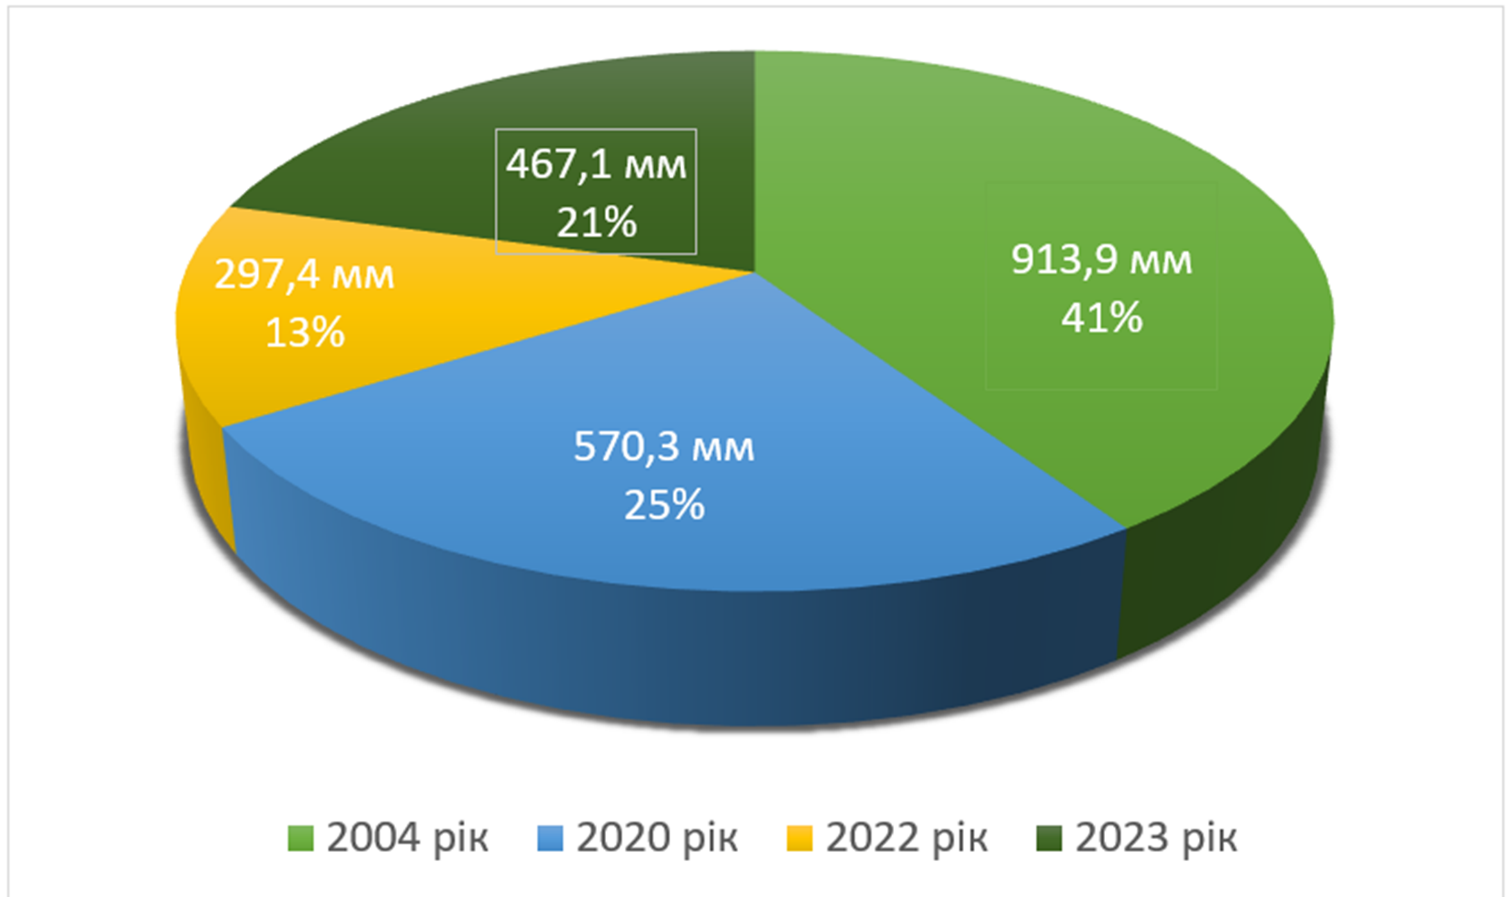 467,1 мм
21%
913,9 мм
41%
297,4 мм
13%
570,3 мм
25%
2004 рік 2020 рік 2022 рік 2023 рік